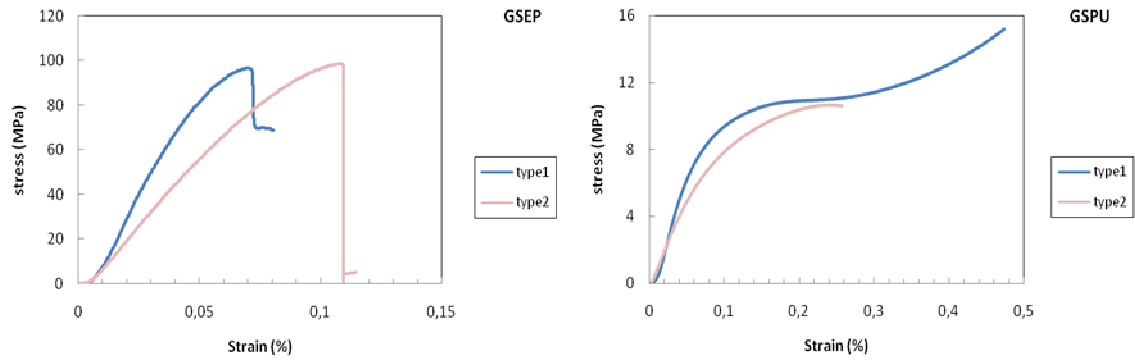 GSEP
120
100
80
60
40
20
0
stress (MPa)
0
0,05
0,1
0,15
Strain (%)
type1
type2
GSPU
16
12
8
4
0
stress (MPa)
0
0,1
0,2
0,3
0,4
0,5
Strain (%)
type1
type2